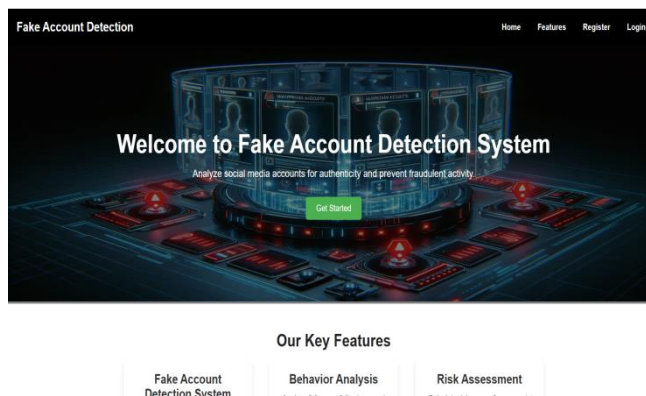 Fake Account Detection
Home Features Register Login
Welcome to Fake Account Detection System
Analyze social media accounts for authenticity and prevent fraudulent activity.
Get Started
Our Key Features
Fake Account
Detection System
Behavior Analysis
Risk Assessment